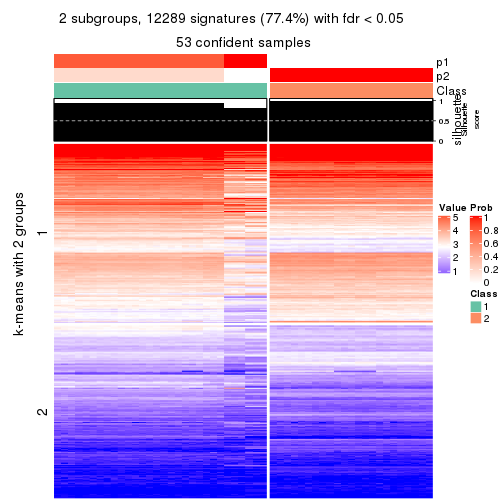 2 subgroups, 12289 signatures (77.4%) with fdr < 0.05
53 confident samples
p1
p2
Class
1
0.5
0
silhouette
Silhouette
score
k-means with 2 groups
1
2
Value
5
4
3
2
1
Prob
1
0.8
0.6
0.4
0.2
0
Class
1
2